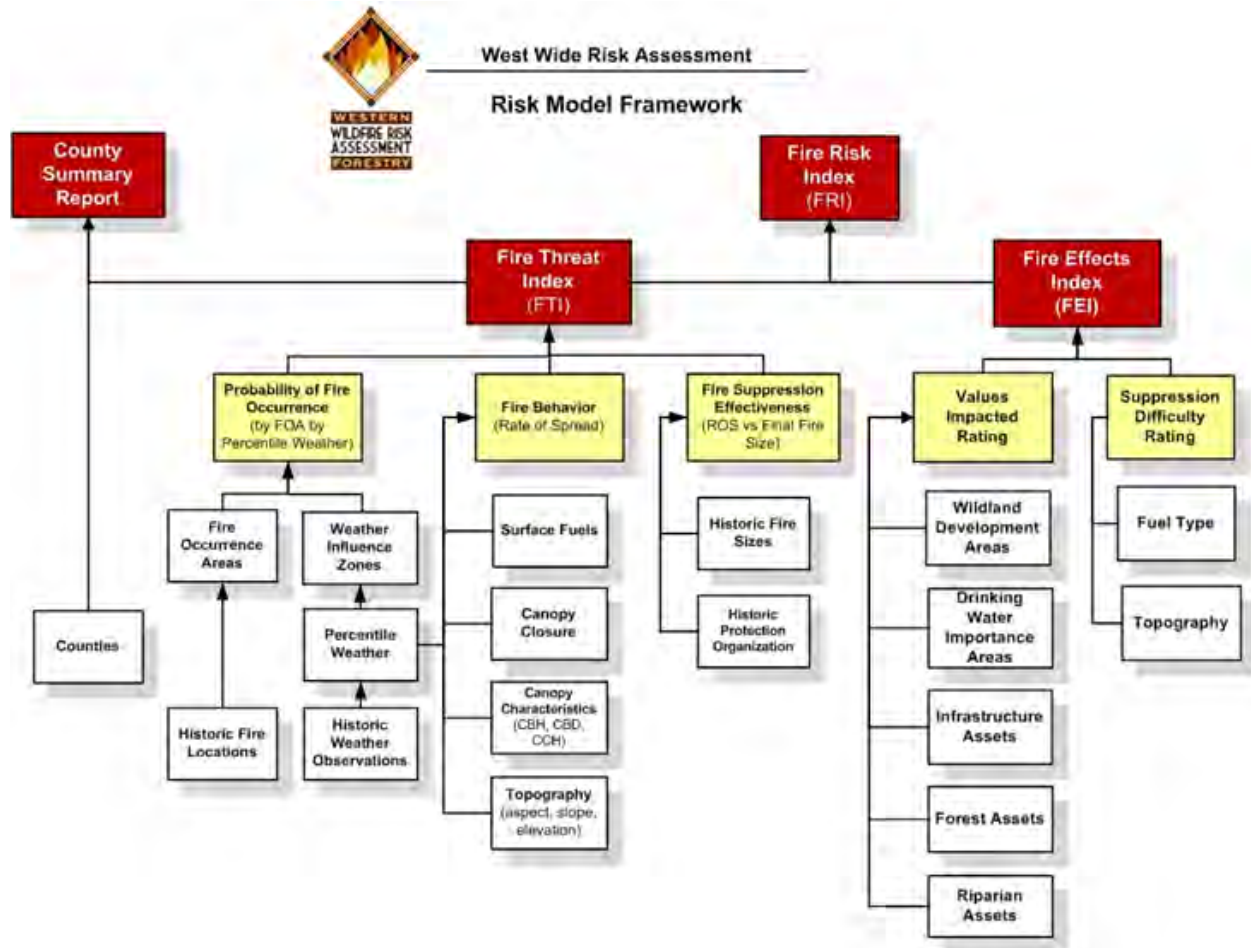 West Wide Risk Assessment
Risk Model Framework
WESTERN
WILDFIRE RISK
ASSESSMENT
FORESTRY
County
Summary
Report
Fire Risk
Index
(FRI)
Fire Threat
Index
(FTI)
Fire Effects
Index
(FEI)
Probability of Fire
Occurrence
(by FOA by
Percentile Weather)
Fire Behavior
(Rate of Spread)
Fire Suppression
Effectiveness
(ROS vs Final Fire
Size)
Values
Impacted
Rating
Suppression
Difficulty
Rating
Fire
Occurrence
Areas
Weather
Influence
Zones
Surface Fuels
Historic Fire
Sizes
Wildland
Development
Areas
Fuel Type
Counties
Percentile
Weather
Canopy
Closure
Historic
Protection
Organization
Drinking
Water
Importance
Areas
Topography
Historic Fire
Locations
Historic
Weather
Observations
Canopy
Characteristics
(CBH, CBD,
CCH)
Infrastructure
Assets
Topography
(aspect, slope,
elevation)
Forest Assets
Riparian
Assets